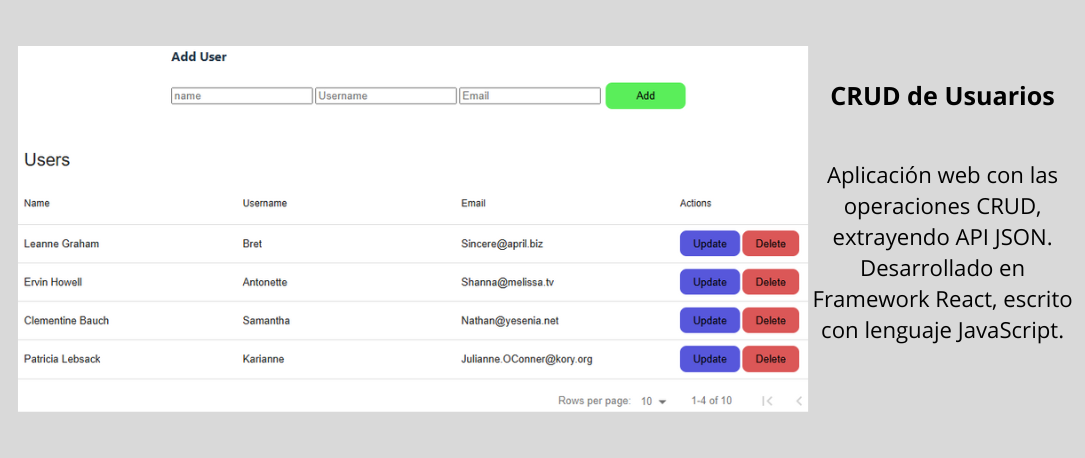 Add User
name Username Email Add
Users
Name Username Email Actions
Leanne Graham Bret Sincere@april.biz Update Delete
Ervin Howell Antonette Shanna@melissa.tv Update Delete
Clementine Bauch Samantha Nathan@yesenia.net Update Delete
Patricia Lebsack Karianne Julianne.OConner@kory.org Update Delete
Rows per page: 10 1-4 of 10
CRUD de Usuarios
Aplicación web con las
operaciones CRUD,
extrayendo API JSON.
Desarrollado en
Framework React, escrito
con lenguaje JavaScript.